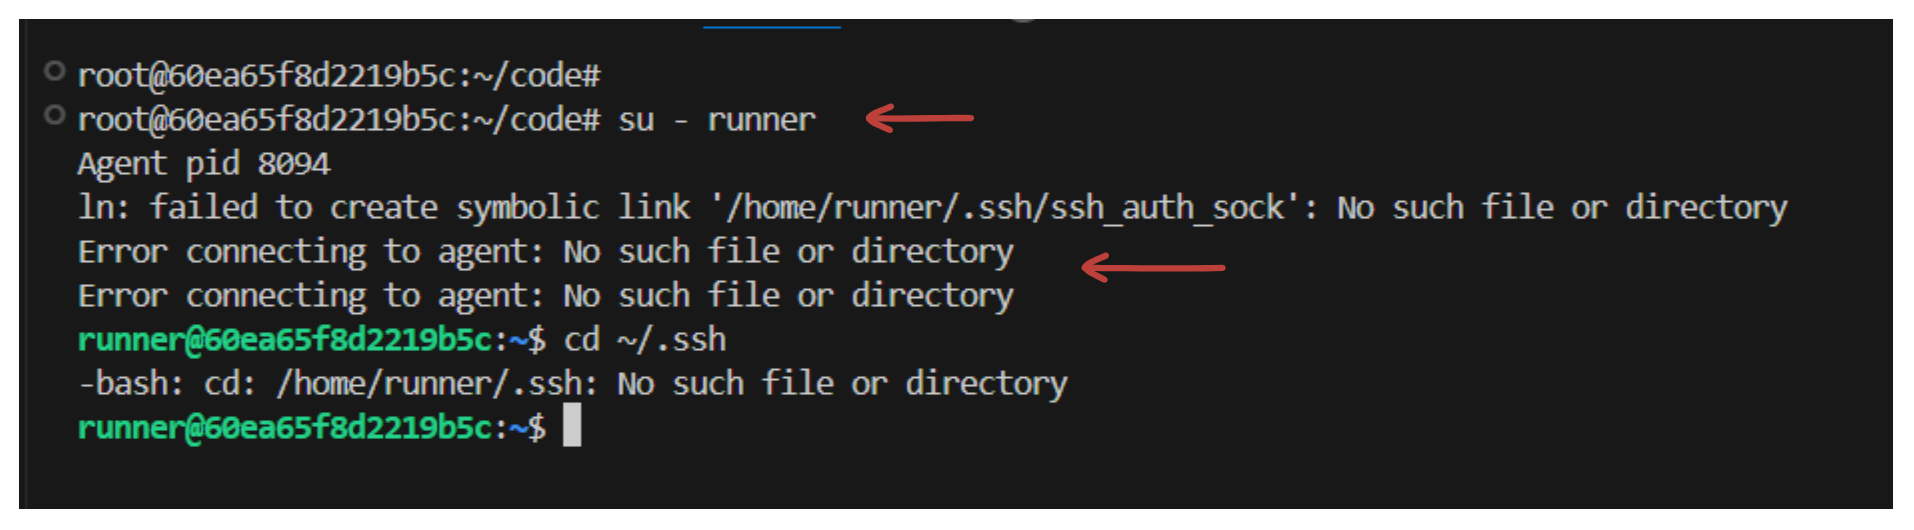 root@60ea65f8d2219b5c:~/code#
root@60ea65f8d2219b5c:~/code# su - runner
Agent pid 8094
ln: failed to create symbolic link '/home/runner/.ssh/ssh_auth_sock': No such file or directory
Error connecting to agent: No such file or directory
Error connecting to agent: No such file or directory
runner@60ea65f8d2219b5c:~$ cd ~/.ssh
-bash: cd: /home/runner/.ssh: No such file or directory
runner@60ea65f8d2219b5c:~$